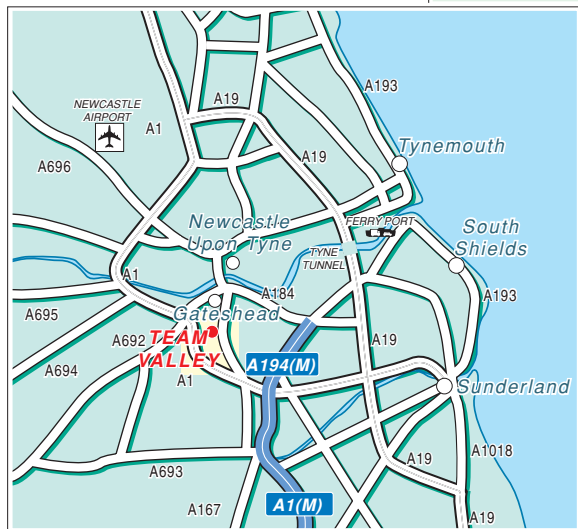 A193
A19
NEWCASTLE
AIRPORT
A1
A696
A19
Tynemouth
Newcastle
Upon Tyne
FERRY PORT
South
Shields
TYNE
TUNNEL
A1
A184
A193
Gateshead
A695
A692
TEAM
VALLEY
A19
A694
A1
A194(M)
Sunderland
A693
A19
A1018
A167
A1(M)
A19